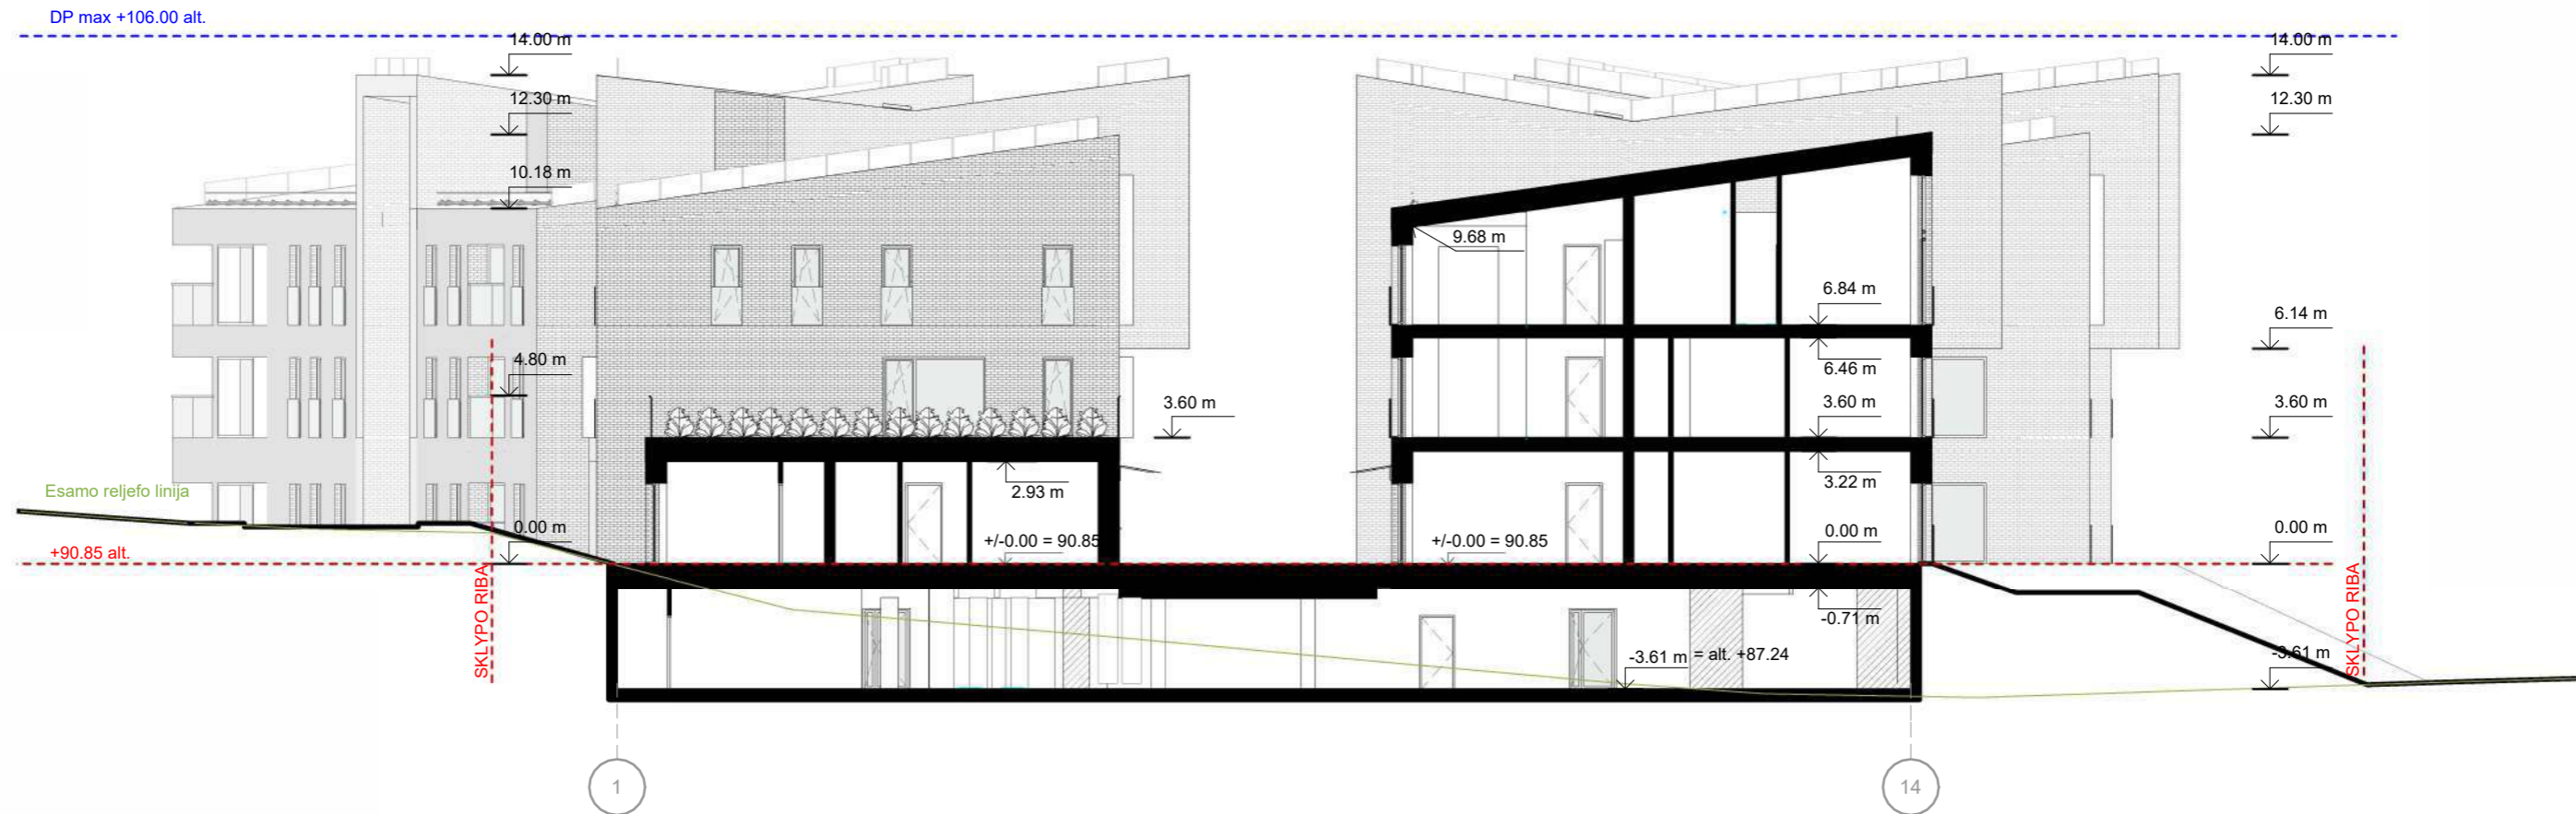 DP max +106.00 alt.
14.00 m
14.00 m
12.30 m
12.30 m
10.18 m
9.68 m
6.84 m
6.14 m
6.46 m
4.80 m
3.60 m
3.60 m
3.60 m
Esamo reljefo linija
2.93 m
3.22 m
0.00 m
+/-0.00 = 90.85
+/-0.00 = 90.85
0.00 m
0.00 m
+90.85 alt.
SKLYPO RIBA
SKLYPO RIBA
-0.71 m
-3.61 m = alt. +87.24
-3.61 m
1
14